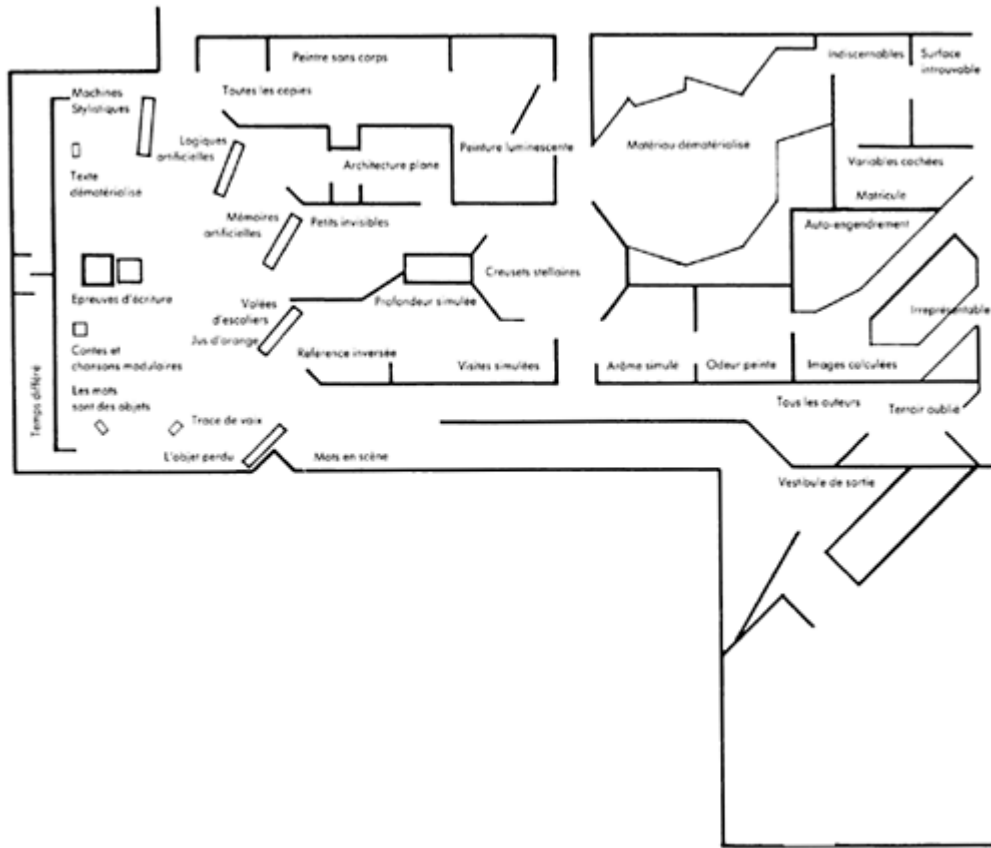 Peintre sans corps
Indiscernables
Surface
introuvable
Machines
Stylistiques
Toutes les copies
Logiques
artificielles
Peinture luminescente
Matériau dématérialisé
Architecture plane
Variables cachées
Texte
dématérialisé
Matricule
Mémoires
artificielles
Petits invisibles
Auto-engendrement
Creusets stellaires
Epreuves d'écriture
Profondeur simulée
Irreprésentable
Volées
d'escaliers
Jus d'orange
Contes et
chansons modulaires
Référence inversée
Visites simulées
Arôme simulé
Odeur peinte
Images calculées
Temps différé
Les mots
sont des objets
Tous les auteurs
Terroir oublié
Trace de voix
L'objet perdu
Mots en scène
Vestibule de sortie